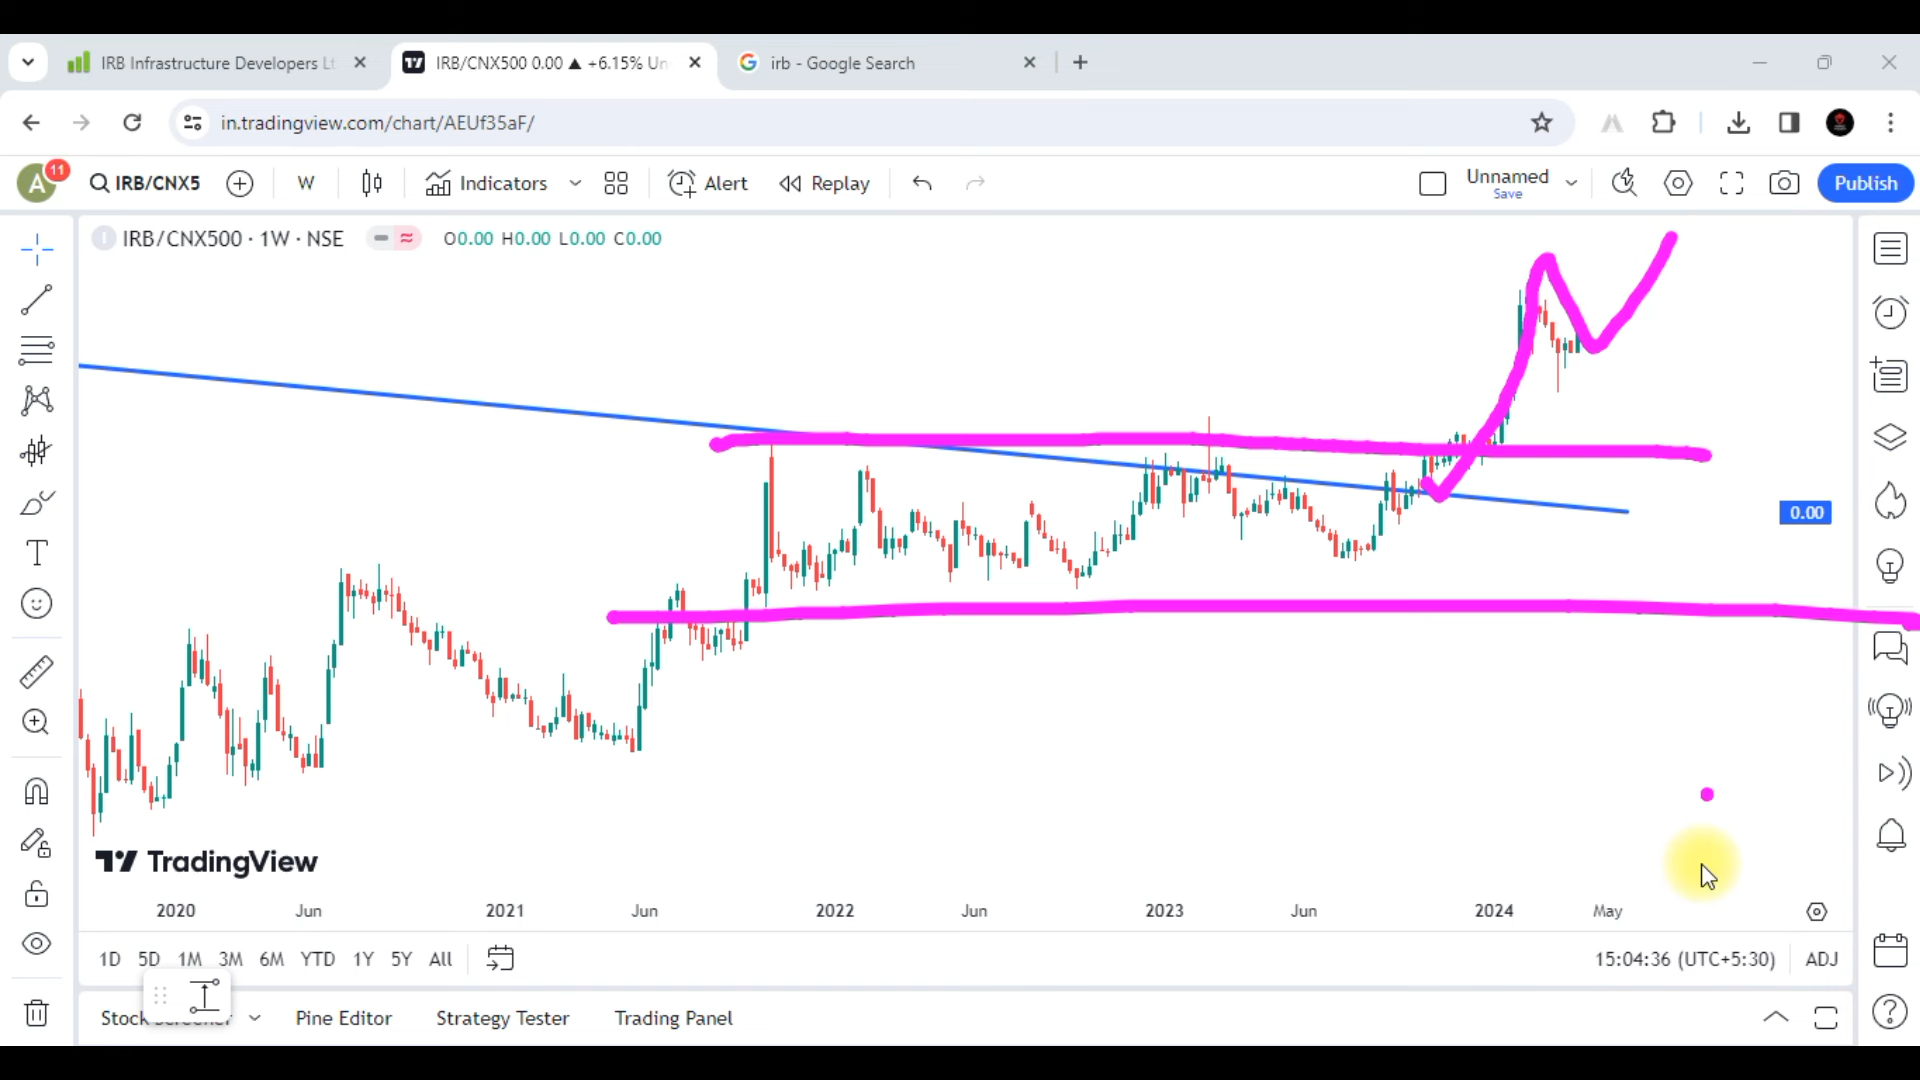 IRB Infrastructure Developers Lt
IRB/CNX500 0.00 ▲ +6.15% Un
irb - Google Search
in.tradingview.com/chart/AEUf35aF/
A
11
IRB/CNX5
W
Indicators
Alert
Replay
Unnamed
Save
Publish
I
IRB/CNX500 · 1W · NSE
O0.00 H0.00 L0.00 C0.00
0.00
TradingView
2020
Jun
2021
Jun
2022
Jun
2023
Jun
2024
May
1D 5D 1M 3M 6M YTD 1Y 5Y All
15:04:36 (UTC+5:30)
ADJ
Stock
Pine Editor
Strategy Tester
Trading Panel